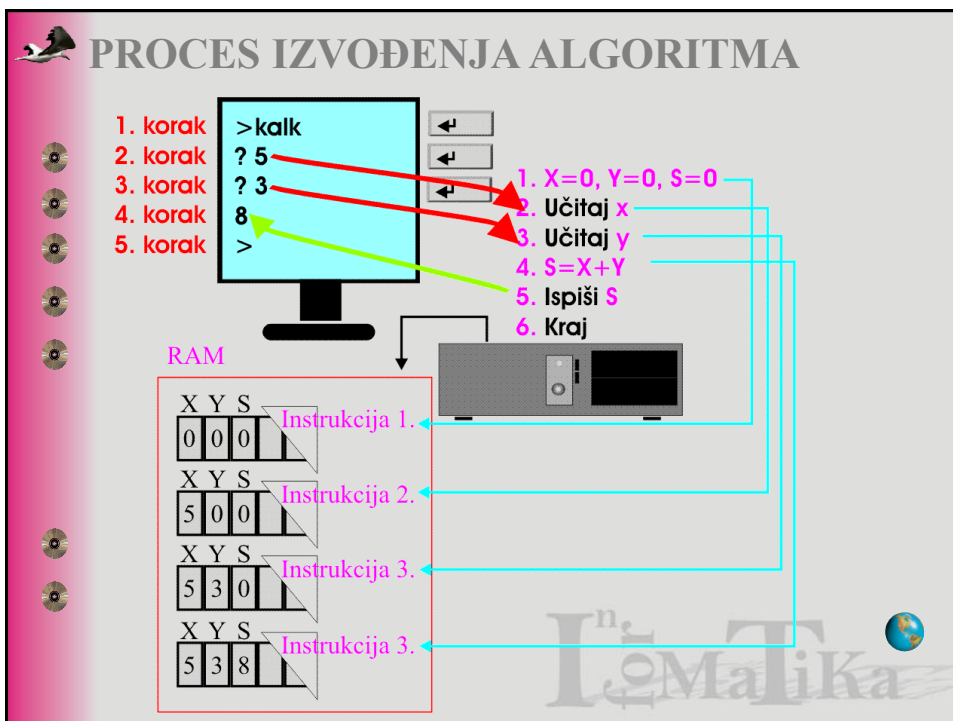 PROCES IZVOĐENJA ALGORITMA
1. korak
2. korak
3. korak
4. korak
5. korak
>kalk
? 5
? 3
8
>
1. X=0, Y=0, S=0
2. Učitaj x
3. Učitaj y
4. S=X+Y
5. Ispiši S
6. Kraj
RAM
X Y S
0 0 0
Instrukcija 1.
X Y S
5 0 0
Instrukcija 2.
X Y S
5 3 0
Instrukcija 3.
X Y S
5 3 8
Instrukcija 3.
InforMaTiKa